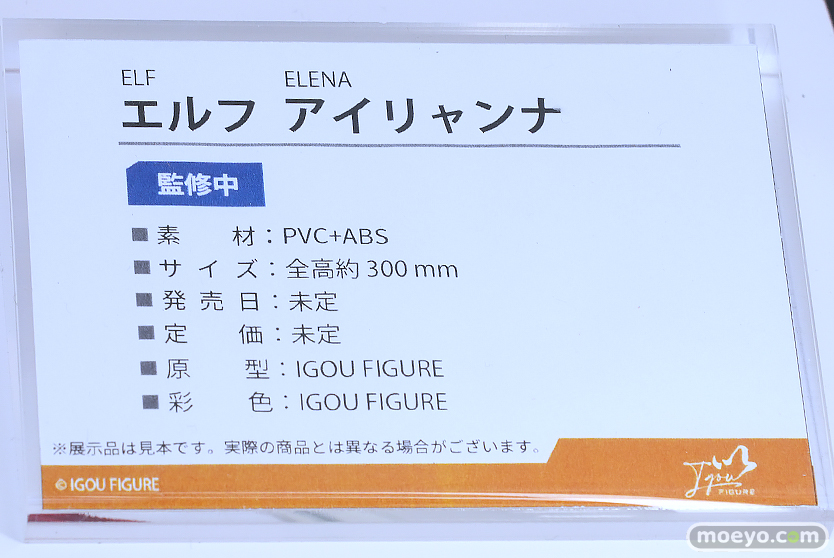 ELF ELENA
エルフ アイリャンナ
監修中
■素 材：PVC+ABS
■サイズ：全高約300mm
■発売日：未定
■定 価：未定
■原 型：IGOU FIGURE
■彩 色：IGOU FIGURE
※展示品は見本です。実際の商品とは異なる場合がございます。
© IGOU FIGURE
Igou
FIGURE
moeyo.com